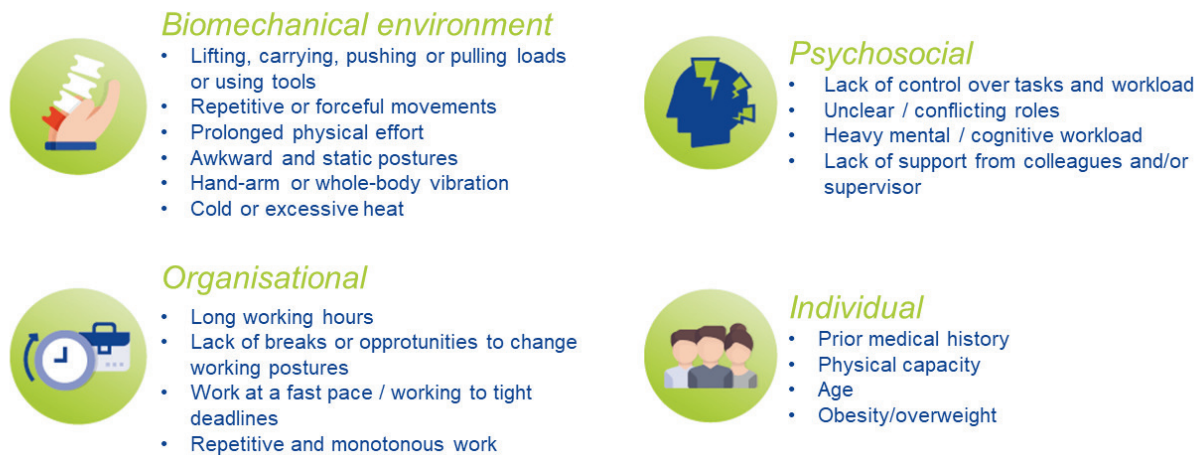 Biomechanical environment
• Lifting, carrying, pushing or pulling loads
or using tools
• Repetitive or forceful movements
• Prolonged physical effort
• Awkward and static postures
• Hand-arm or whole-body vibration
• Cold or excessive heat
Psychosocial
• Lack of control over tasks and workload
• Unclear / conflicting roles
• Heavy mental / cognitive workload
• Lack of support from colleagues and/or
supervisor
Organisational
• Long working hours
• Lack of breaks or opprotunities to change
working postures
• Work at a fast pace / working to tight
deadlines
• Repetitive and monotonous work
Individual
• Prior medical history
• Physical capacity
• Age
• Obesity/overweight